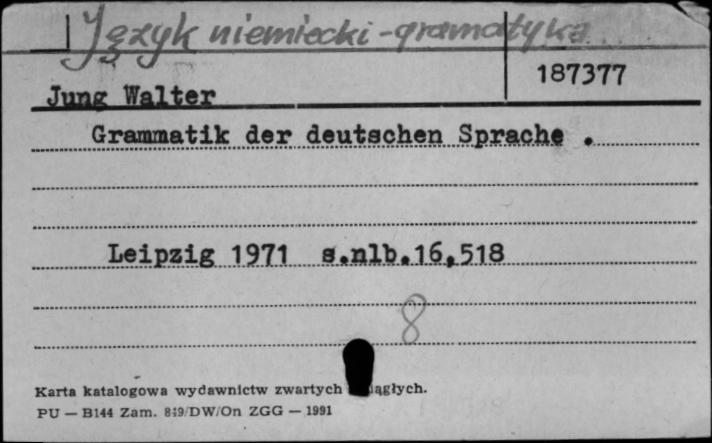 Język niemiecki - gramatyka
187377
Jung Walter
Grammatik der deutschen Sprache .
Leipzig 1971 s.nlb.16,518
8
Karta katalogowa wydawnictw zwartych
PU — B144 Zam. 849/DW/On ZGG — 1991